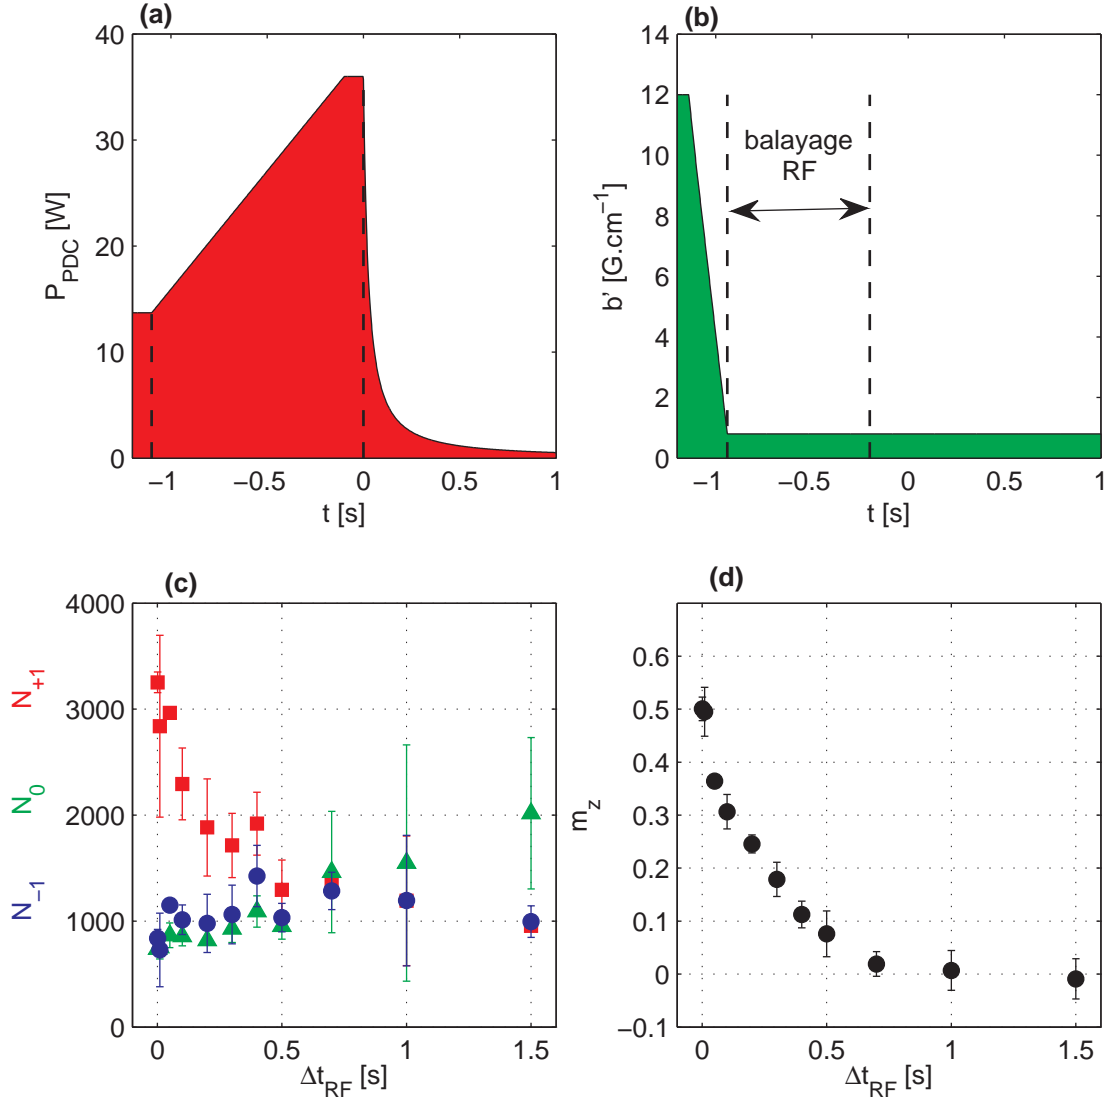 (a)
40
30
20
10
0
P_PDC [W]
−1 −0.5 0 0.5 1
t [s]
(b)
14
12
10
8
6
4
2
0
b’ [G.cm⁻¹]
balayage
RF
−1 −0.5 0 0.5 1
t [s]
(c)
4000
3000
2000
1000
0
N₊₁
N₀
N₋₁
0 0.5 1 1.5
Δt_RF [s]
(d)
0.6
0.5
0.4
0.3
0.2
0.1
0
−0.1
m_z
0 0.5 1 1.5
Δt_RF [s]